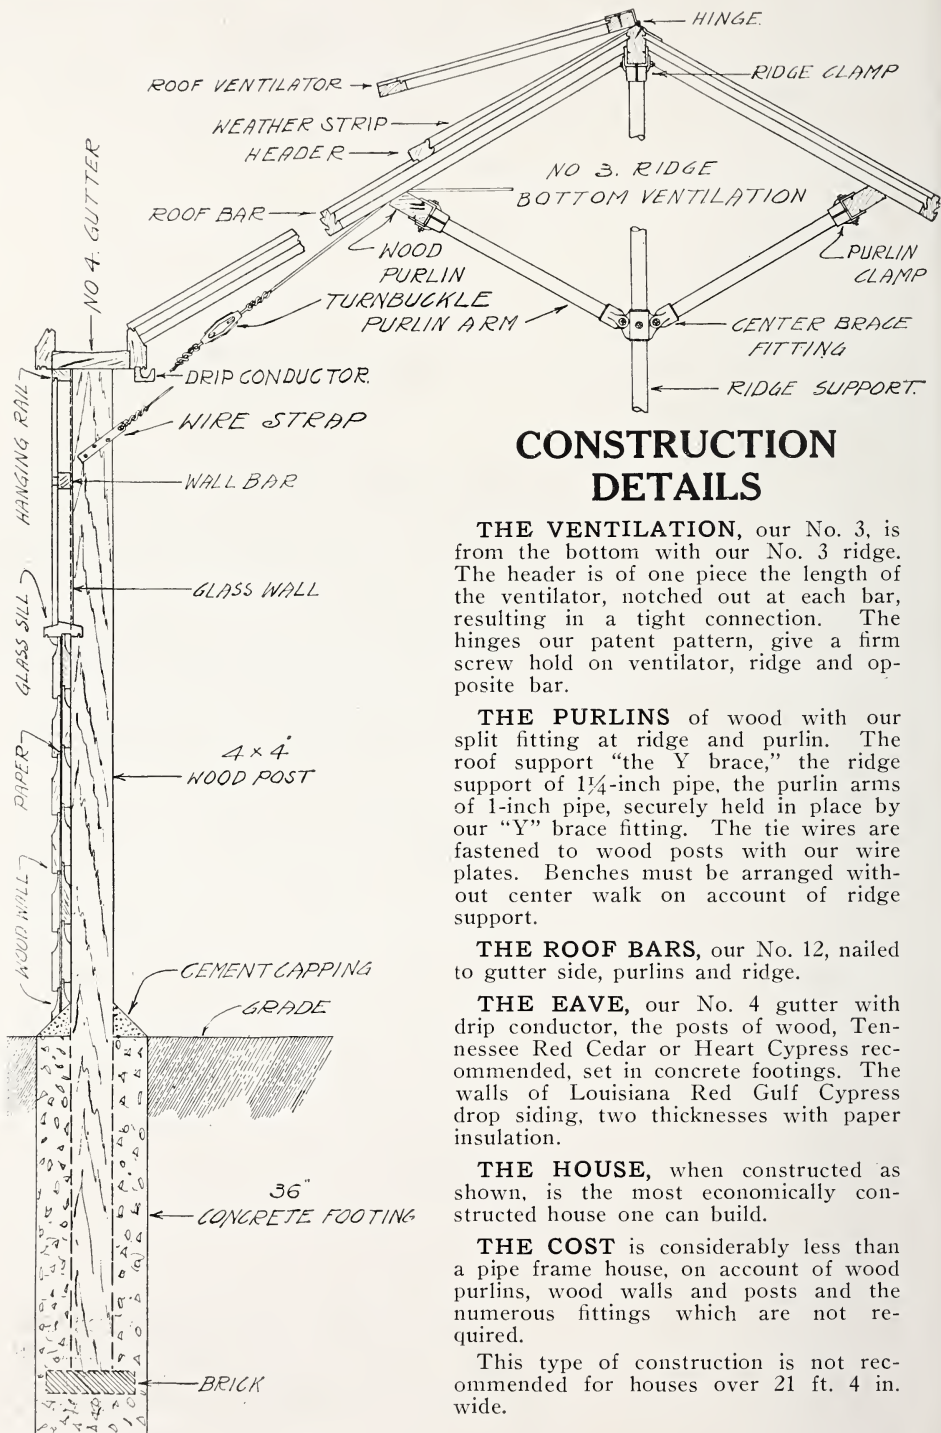 HINGE.
ROOF VENTILATOR
RIDGE CLAMP
WEATHER STRIP
HEADER
NO 3. RIDGE
BOTTOM VENTILATION
ROOF BAR
NO 4. GUTTER
WOOD
PURLIN
PURLIN
CLAMP
TURNBUCKLE
PURLIN ARM
CENTER BRACE
FITTING
DRIP CONDUCTOR.
RIDGE SUPPORT.
HANGING RAIL
WIRE STRAP
WALL BAR
GLASS WALL
GLASS SILL
PAPER
4 x 4"
WOOD POST
WOOD WALL
CEMENT CAPPING
GRADE
36"
CONCRETE FOOTING
BRICK
CONSTRUCTION
DETAILS
THE VENTILATION, our No. 3, is
from the bottom with our No. 3 ridge.
The header is of one piece the length of
the ventilator, notched out at each bar,
resulting in a tight connection. The
hinges our patent pattern, give a firm
screw hold on ventilator, ridge and op-
posite bar.
THE PURLINS of wood with our
split fitting at ridge and purlin. The
roof support “the Y brace,” the ridge
support of 1¼-inch pipe, the purlin arms
of 1-inch pipe, securely held in place by
our “Y” brace fitting. The tie wires are
fastened to wood posts with our wire
plates. Benches must be arranged with-
out center walk on account of ridge
support.
THE ROOF BARS, our No. 12, nailed
to gutter side, purlins and ridge.
THE EAVE, our No. 4 gutter with
drip conductor, the posts of wood, Ten-
nessee Red Cedar or Heart Cypress rec-
ommended, set in concrete footings. The
walls of Louisiana Red Gulf Cypress
drop siding, two thicknesses with paper
insulation.
THE HOUSE, when constructed as
shown, is the most economically con-
structed house one can build.
THE COST is considerably less than
a pipe frame house, on account of wood
purlins, wood walls and posts and the
numerous fittings which are not re-
quired.
This type of construction is not rec-
ommended for houses over 21 ft. 4 in.
wide.